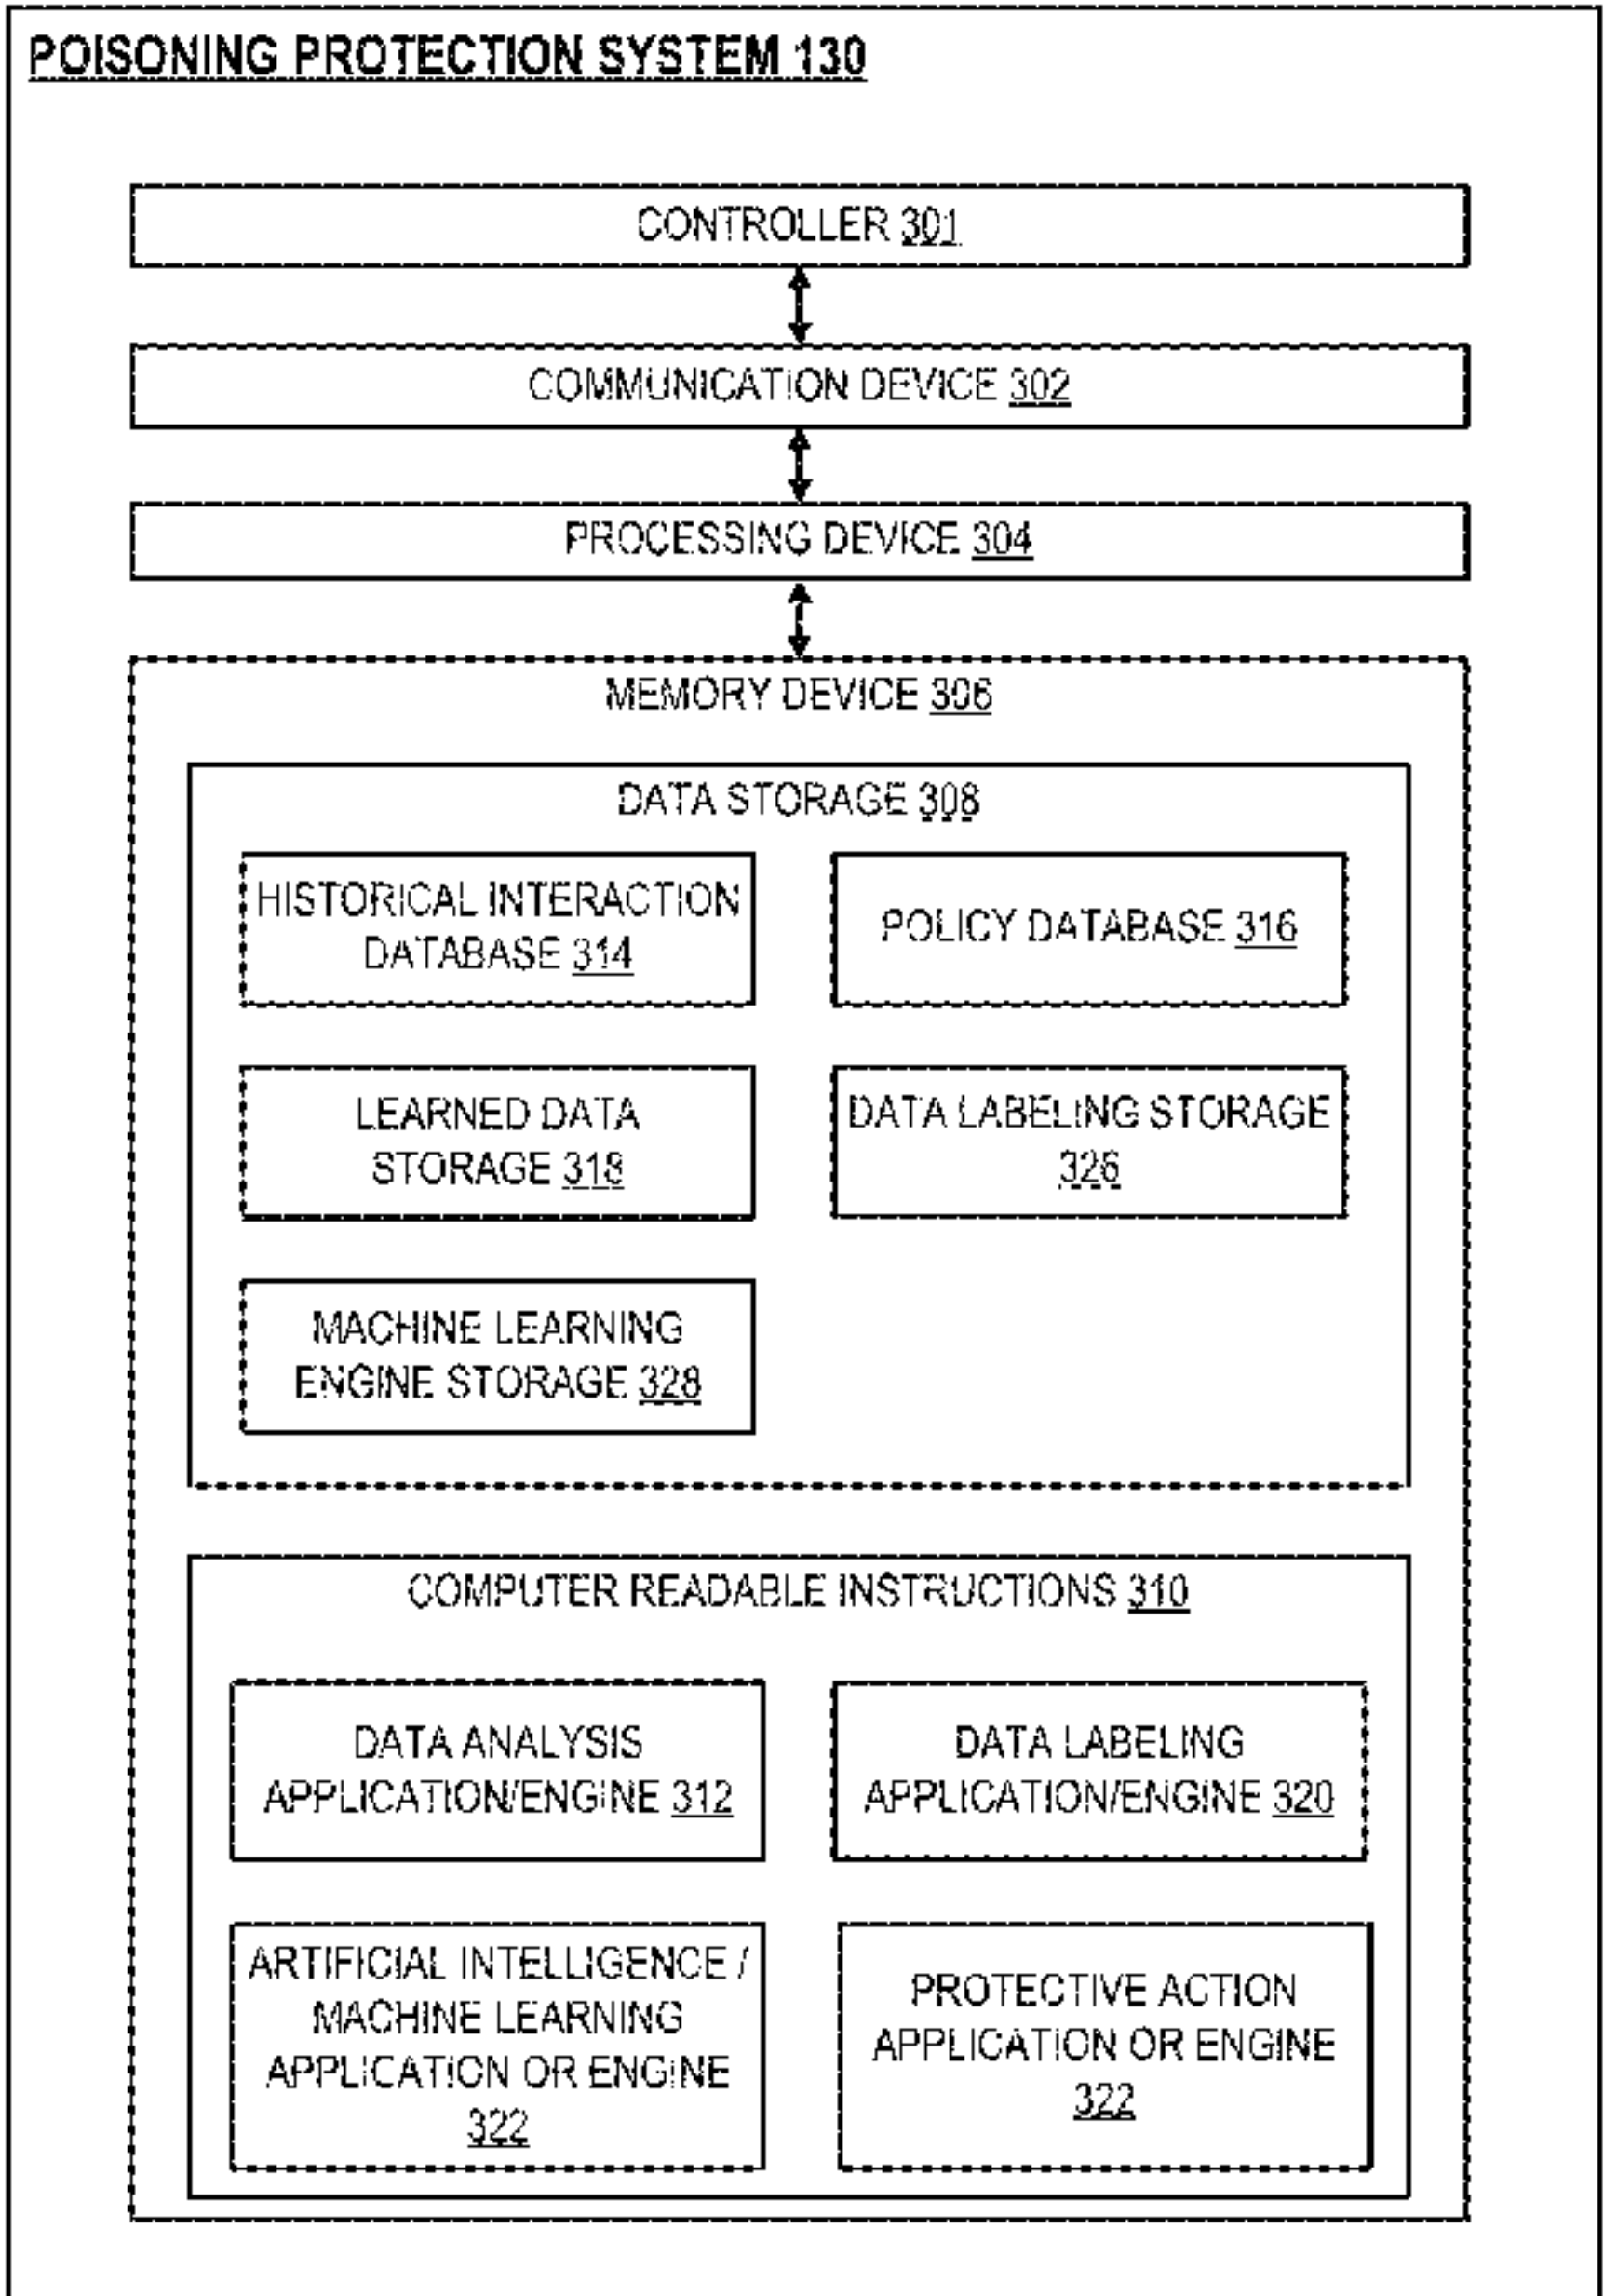 POISONING PROTECTION SYSTEM 130
CONTROLLER 301
COMMUNICATION DEVICE 302
PROCESSING DEVICE 304
MEMORY DEVICE 306
DATA STORAGE 308
HISTORICAL INTERACTION
DATABASE 314
POLICY DATABASE 316
LEARNED DATA
STORAGE 318
DATA LABELING STORAGE
326
MACHINE LEARNING
ENGINE STORAGE 328
COMPUTER READABLE INSTRUCTIONS 310
DATA ANALYSIS
APPLICATION/ENGINE 312
DATA LABELING
APPLICATION/ENGINE 320
ARTIFICIAL INTELLIGENCE /
MACHINE LEARNING
APPLICATION OR ENGINE
322
PROTECTIVE ACTION
APPLICATION OR ENGINE
322